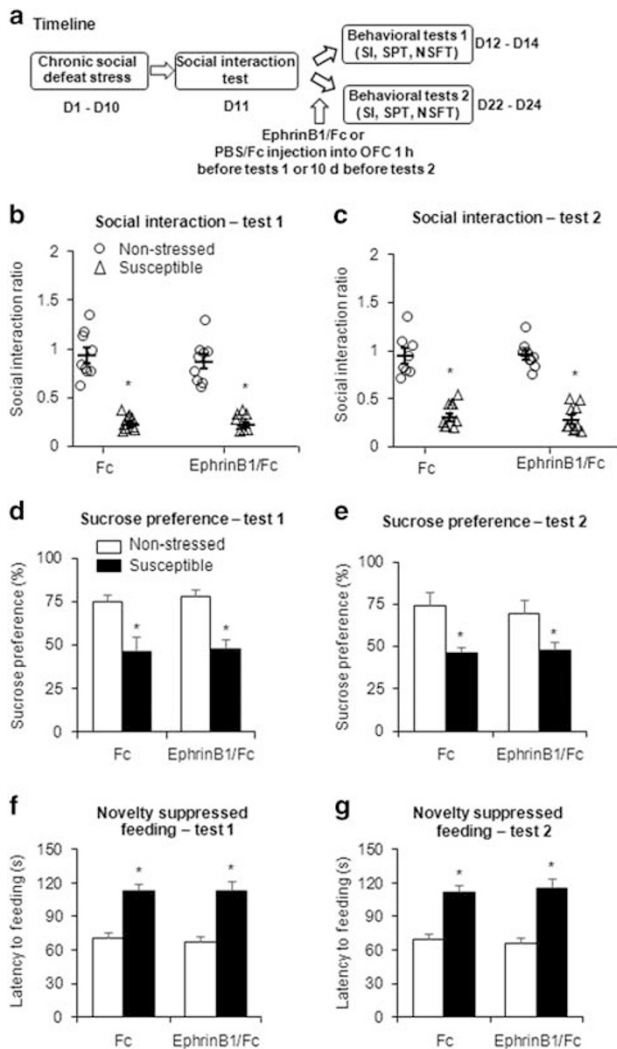 a Timeline
Chronic social
defeat stress
Social interaction
test
Behavioral tests 1
(SI, SPT, NSFT)
D12 - D14
D1 - D10
D11
Behavioral tests 2
(SI, SPT, NSFT)
D22 - D24
EphrinB1/Fc or
PBS/Fc injection into OFC 1 h
before tests 1 or 10 d before tests 2
b
Social interaction – test 1
Non-stressed
Susceptible
Social interaction ratio
2
1.5
1
0.5
0
*
*
Fc
EphrinB1/Fc
c
Social interaction – test 2
Social interaction ratio
2
1.5
1
0.5
0
*
*
Fc
EphrinB1/Fc
d
Sucrose preference – test 1
Non-stressed
Susceptible
Sucrose preference (%)
100
75
50
25
0
*
*
Fc
EphrinB1/Fc
e
Sucrose preference – test 2
Sucrose preference (%)
100
75
50
25
0
*
*
Fc
EphrinB1/Fc
f
Novelty suppressed
feeding – test 1
Latency to feeding (s)
150
120
90
60
30
0
*
*
Fc
EphrinB1/Fc
g
Novelty suppressed
feeding – test 2
Latency to feeding (s)
150
120
90
60
30
0
*
*
Fc
EphrinB1/Fc